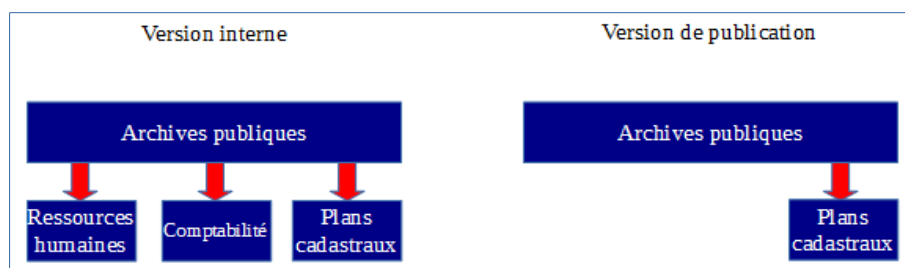 Version interne
Version de publication
Archives publiques
Archives publiques
Ressources
humaines
Comptabilité
Plans
cadastraux
Plans
cadastraux